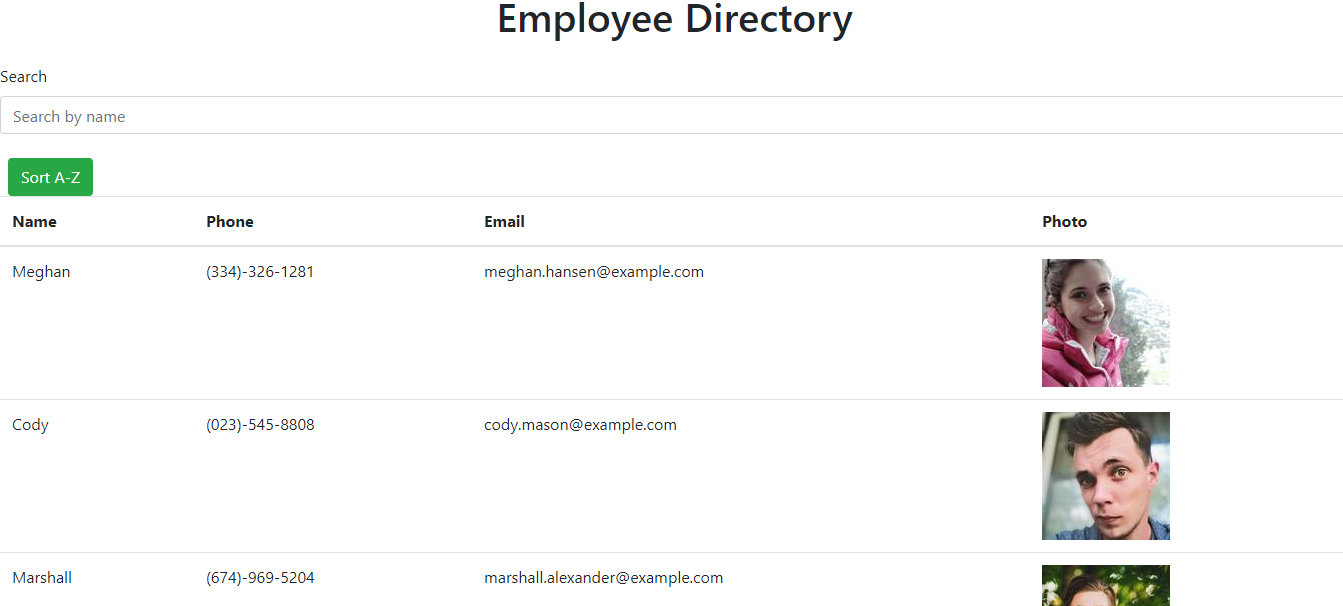 Employee Directory
Search
Search by name
Sort A-Z
Name Phone Email Photo
Meghan (334)-326-1281 meghan.hansen@example.com
Cody (023)-545-8808 cody.mason@example.com
Marshall (674)-969-5204 marshall.alexander@example.com